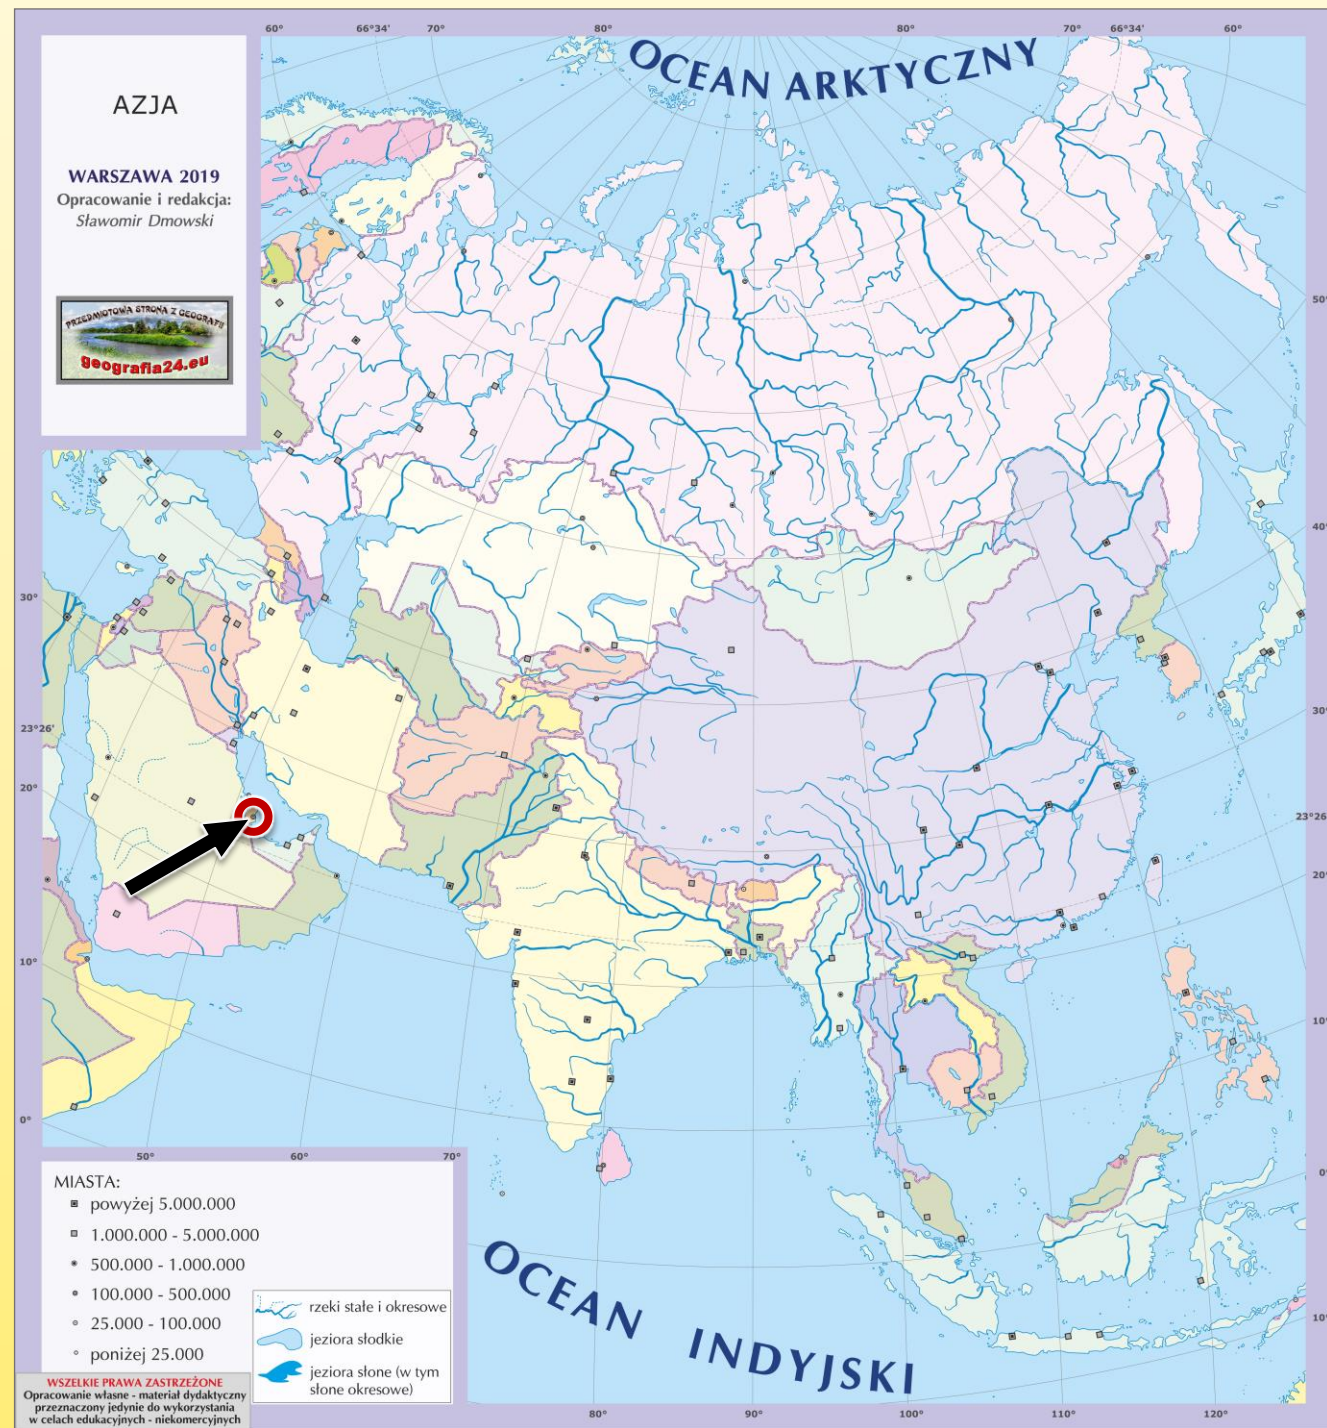 60°
66°34'
70°
80°
80°
70°
66°34'
60°
OCEAN ARKTYCZNY
AZJA
WARSZAWA 2019
Opracowanie i redakcja:
Sławomir Dmowski
PRZEDMIOTOWA STRONA Z GEOGRAFII
geografia24.eu
50°
40°
30°
30°
23°26'
20°
23°26'
20°
10°
10°
0°
0°
10°
50°
60°
70°
MIASTA:
powyżej 5.000.000
1.000.000 - 5.000.000
500.000 - 1.000.000
100.000 - 500.000
25.000 - 100.000
poniżej 25.000
rzeki stałe i okresowe
jeziora słodkie
jeziora słone (w tym
słone okresowe)
OCEAN INDYJSKI
WSZELKIE PRAWA ZASTRZEŻONE
Opracowanie własne - materiał dydaktyczny
przeznaczony jedynie do wykorzystania
w celach edukacyjnych - niekomercyjnych
80°
90°
100°
110°
120°